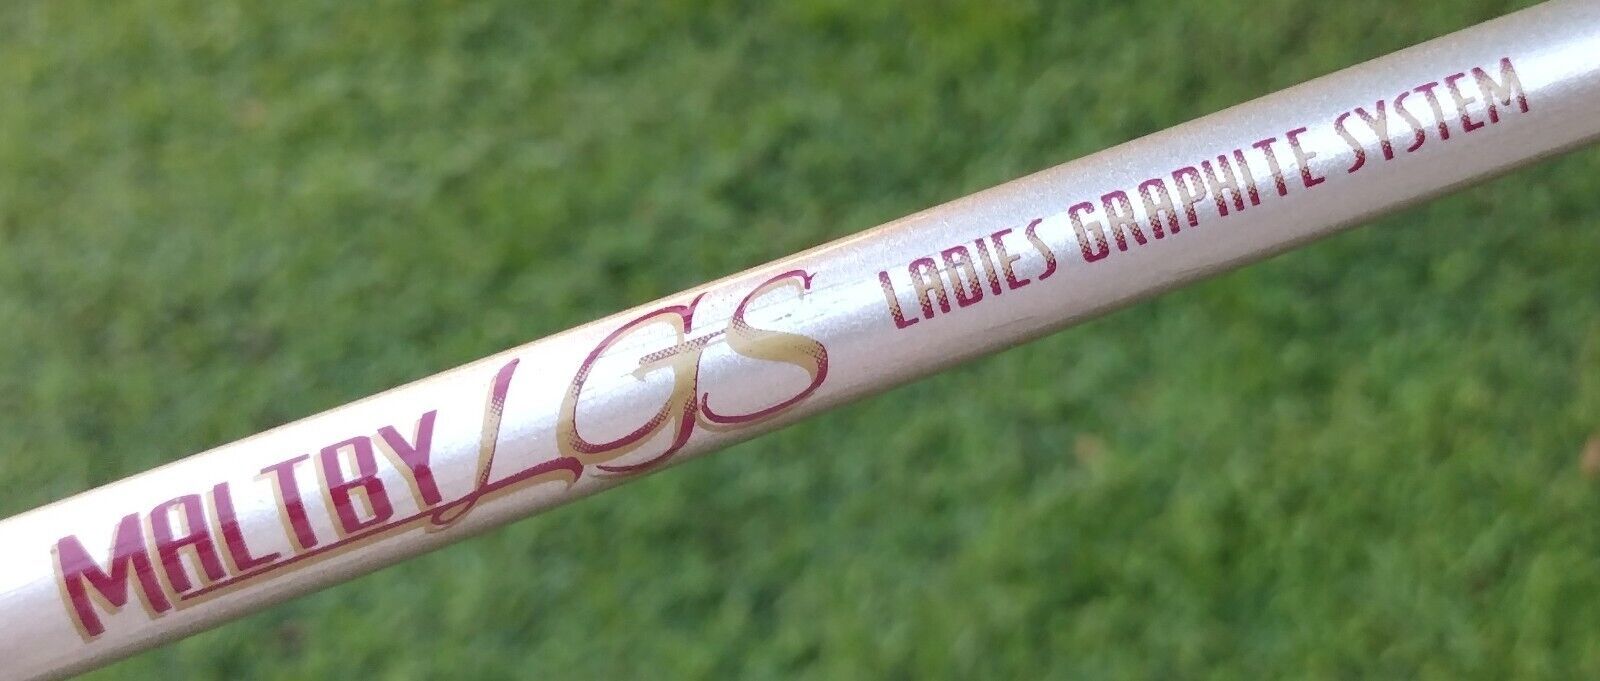 MALTBY LGS LADIES GRAPHITE SYSTEM